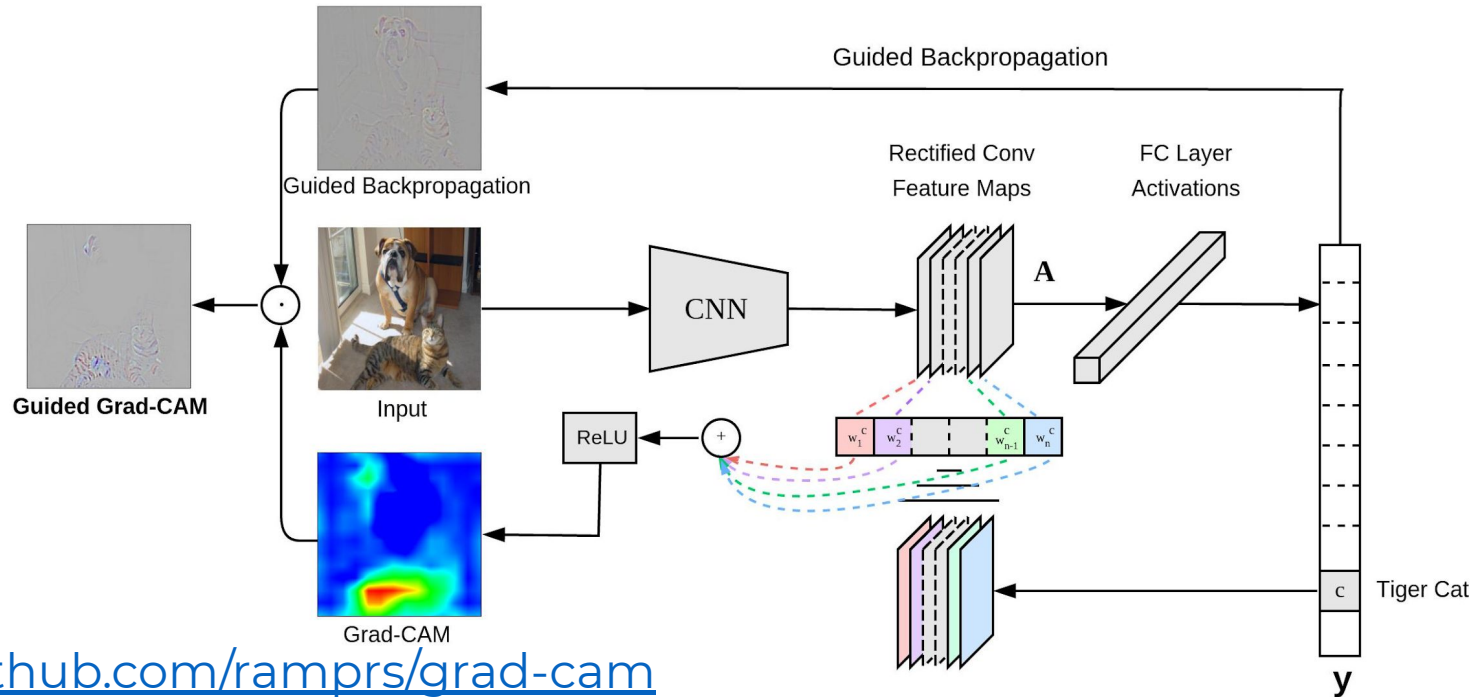 Guided Backpropagation
Rectified Conv
Feature Maps
FC Layer
Activations
Guided Backpropagation
A
CNN
Guided Grad-CAM
Input
ReLU
+
w₁ᶜ w₂ᶜ wₙ₋₁ᶜ wₙᶜ
c
Tiger Cat
Grad-CAM
thub.com/ramprs/grad-cam
y